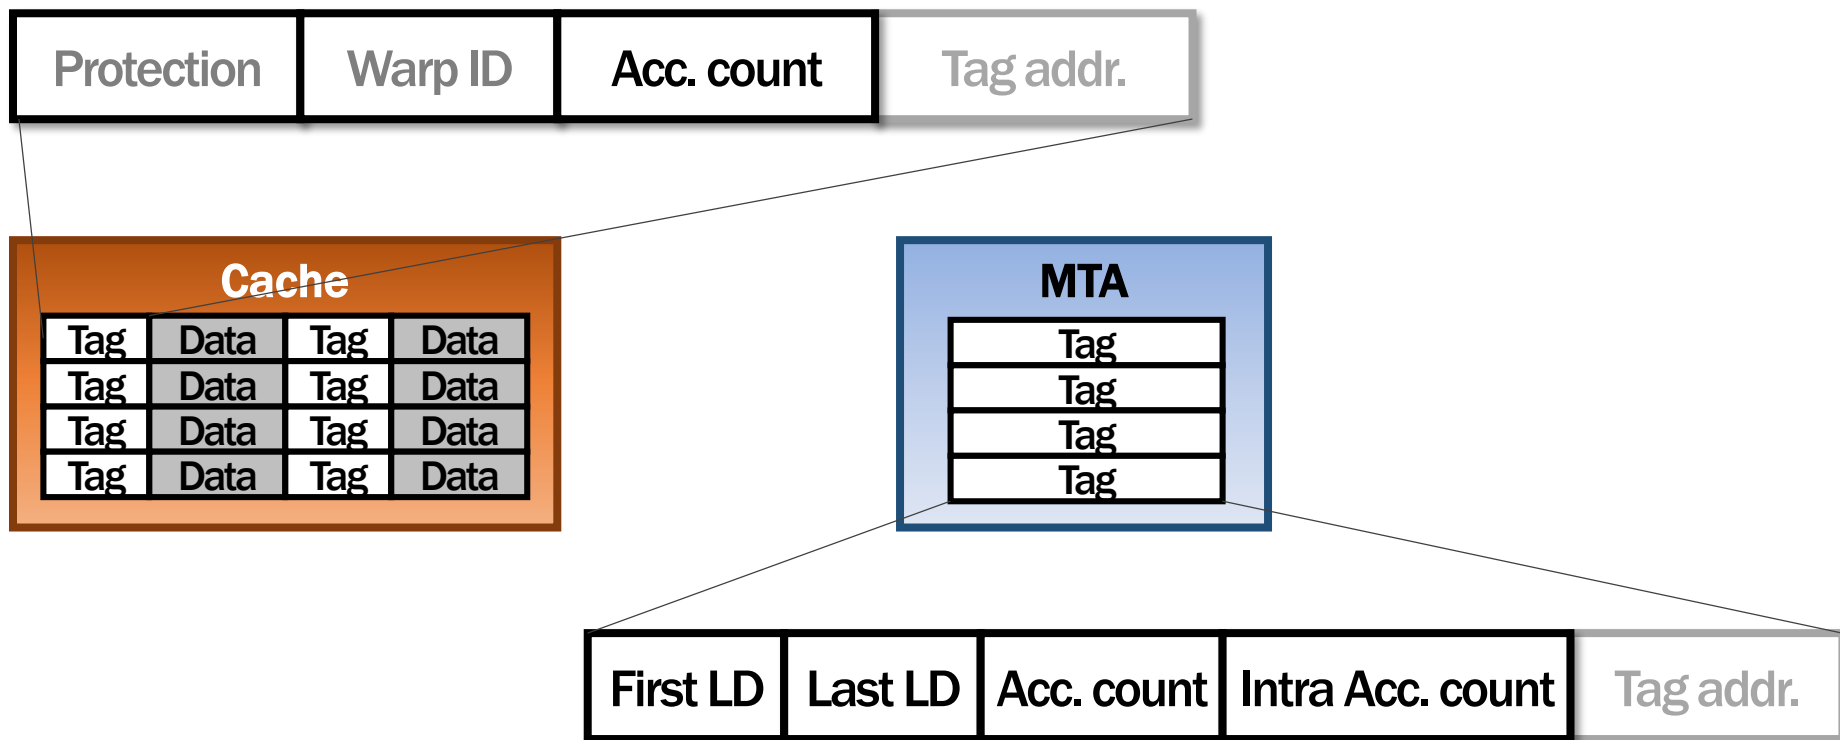 Protection Warp ID Acc. count Tag addr.
Cache
Tag Data Tag Data
Tag Data Tag Data
Tag Data Tag Data
Tag Data Tag Data
MTA
Tag
Tag
Tag
Tag
First LD Last LD Acc. count Intra Acc. count Tag addr.